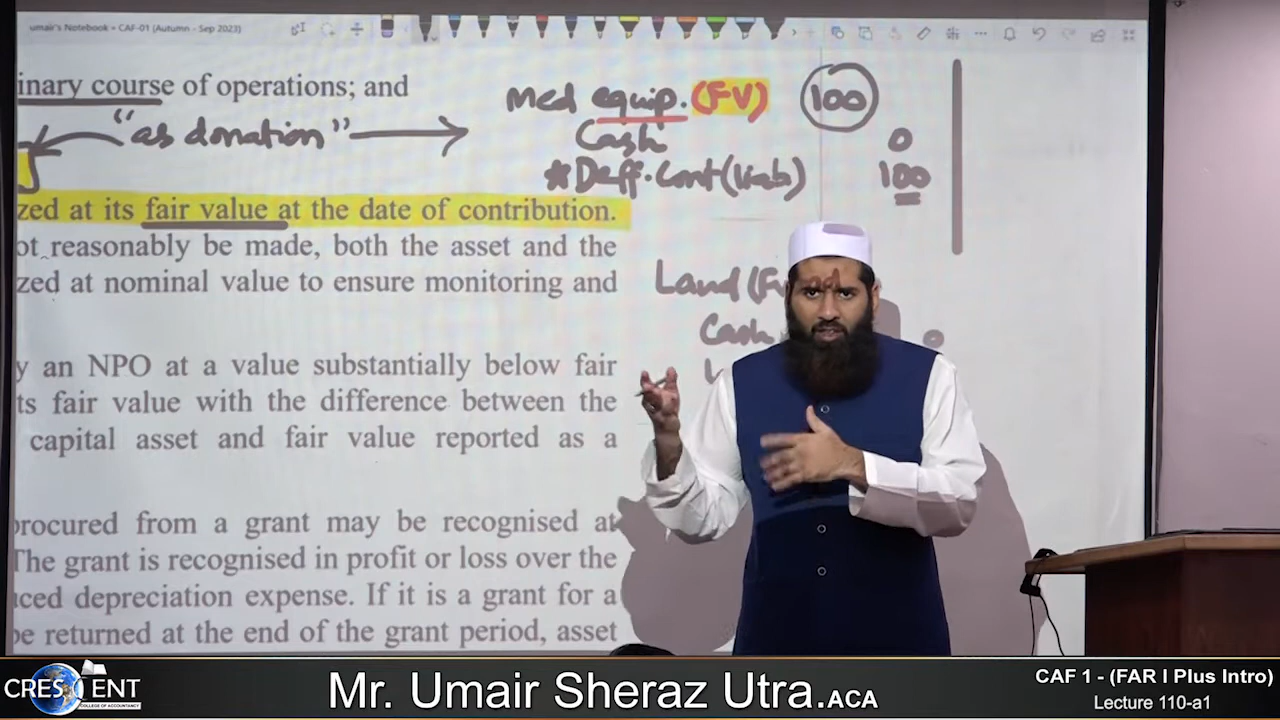 umair's Notebook - CAF-01 (Autumn - Sep 2023)
inary course of operations; and
"as donation"
Med equip. (FV) 100
Cash 0
*Deff. Cont (liab) 100
zed at its fair value at the date of contribution.
ot reasonably be made, both the asset and the
zed at nominal value to ensure monitoring and
Land
Cash 0
y an NPO at a value substantially below fair
ts fair value with the difference between the
capital asset and fair value reported as a
procured from a grant may be recognised at
The grant is recognised in profit or loss over the
ced depreciation expense. If it is a grant for a
be returned at the end of the grant period, asset
CRESCENT
COLLEGE OF ACCOUNTANCY
Mr. Umair Sheraz Utra.ACA
CAF 1 - (FAR I Plus Intro)
Lecture 110-a1